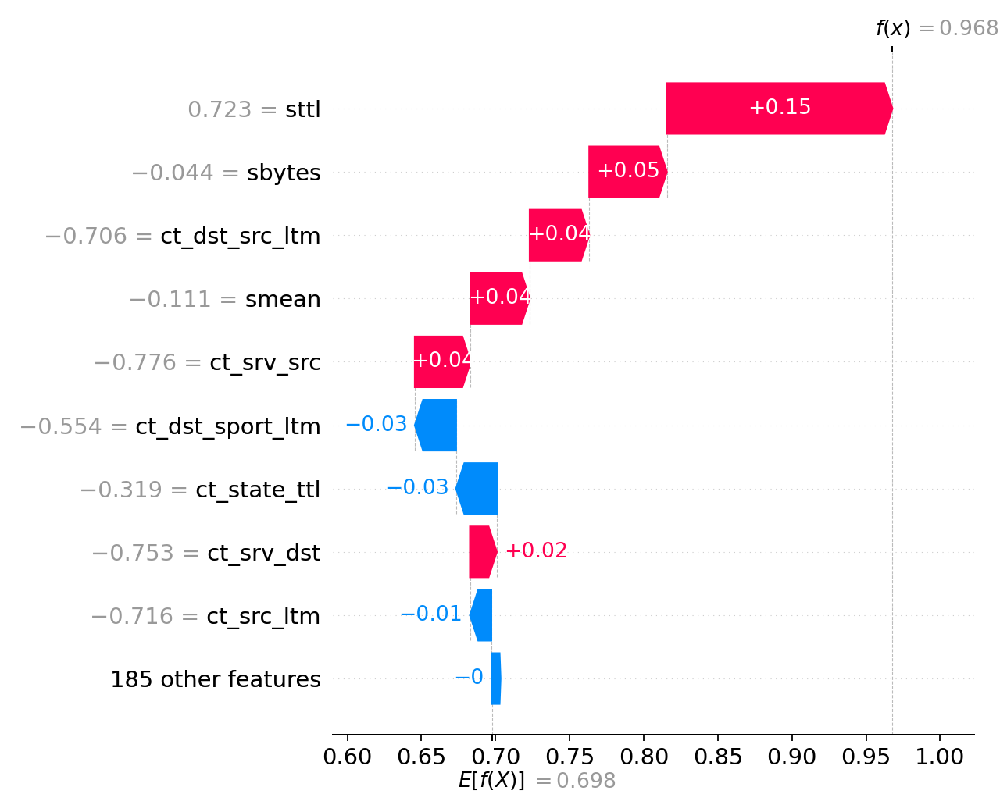 f(x) = 0.968
0.723 = sttl
+0.15
−0.044 = sbytes
+0.05
−0.706 = ct_dst_src_ltm
+0.04
−0.111 = smean
+0.04
−0.776 = ct_srv_src
+0.04
−0.554 = ct_dst_sport_ltm
−0.03
−0.319 = ct_state_ttl
−0.03
−0.753 = ct_srv_dst
+0.02
−0.716 = ct_src_ltm
−0.01
185 other features
−0
0.60 0.65 0.70 0.75 0.80 0.85 0.90 0.95 1.00
E[f(X)] = 0.698